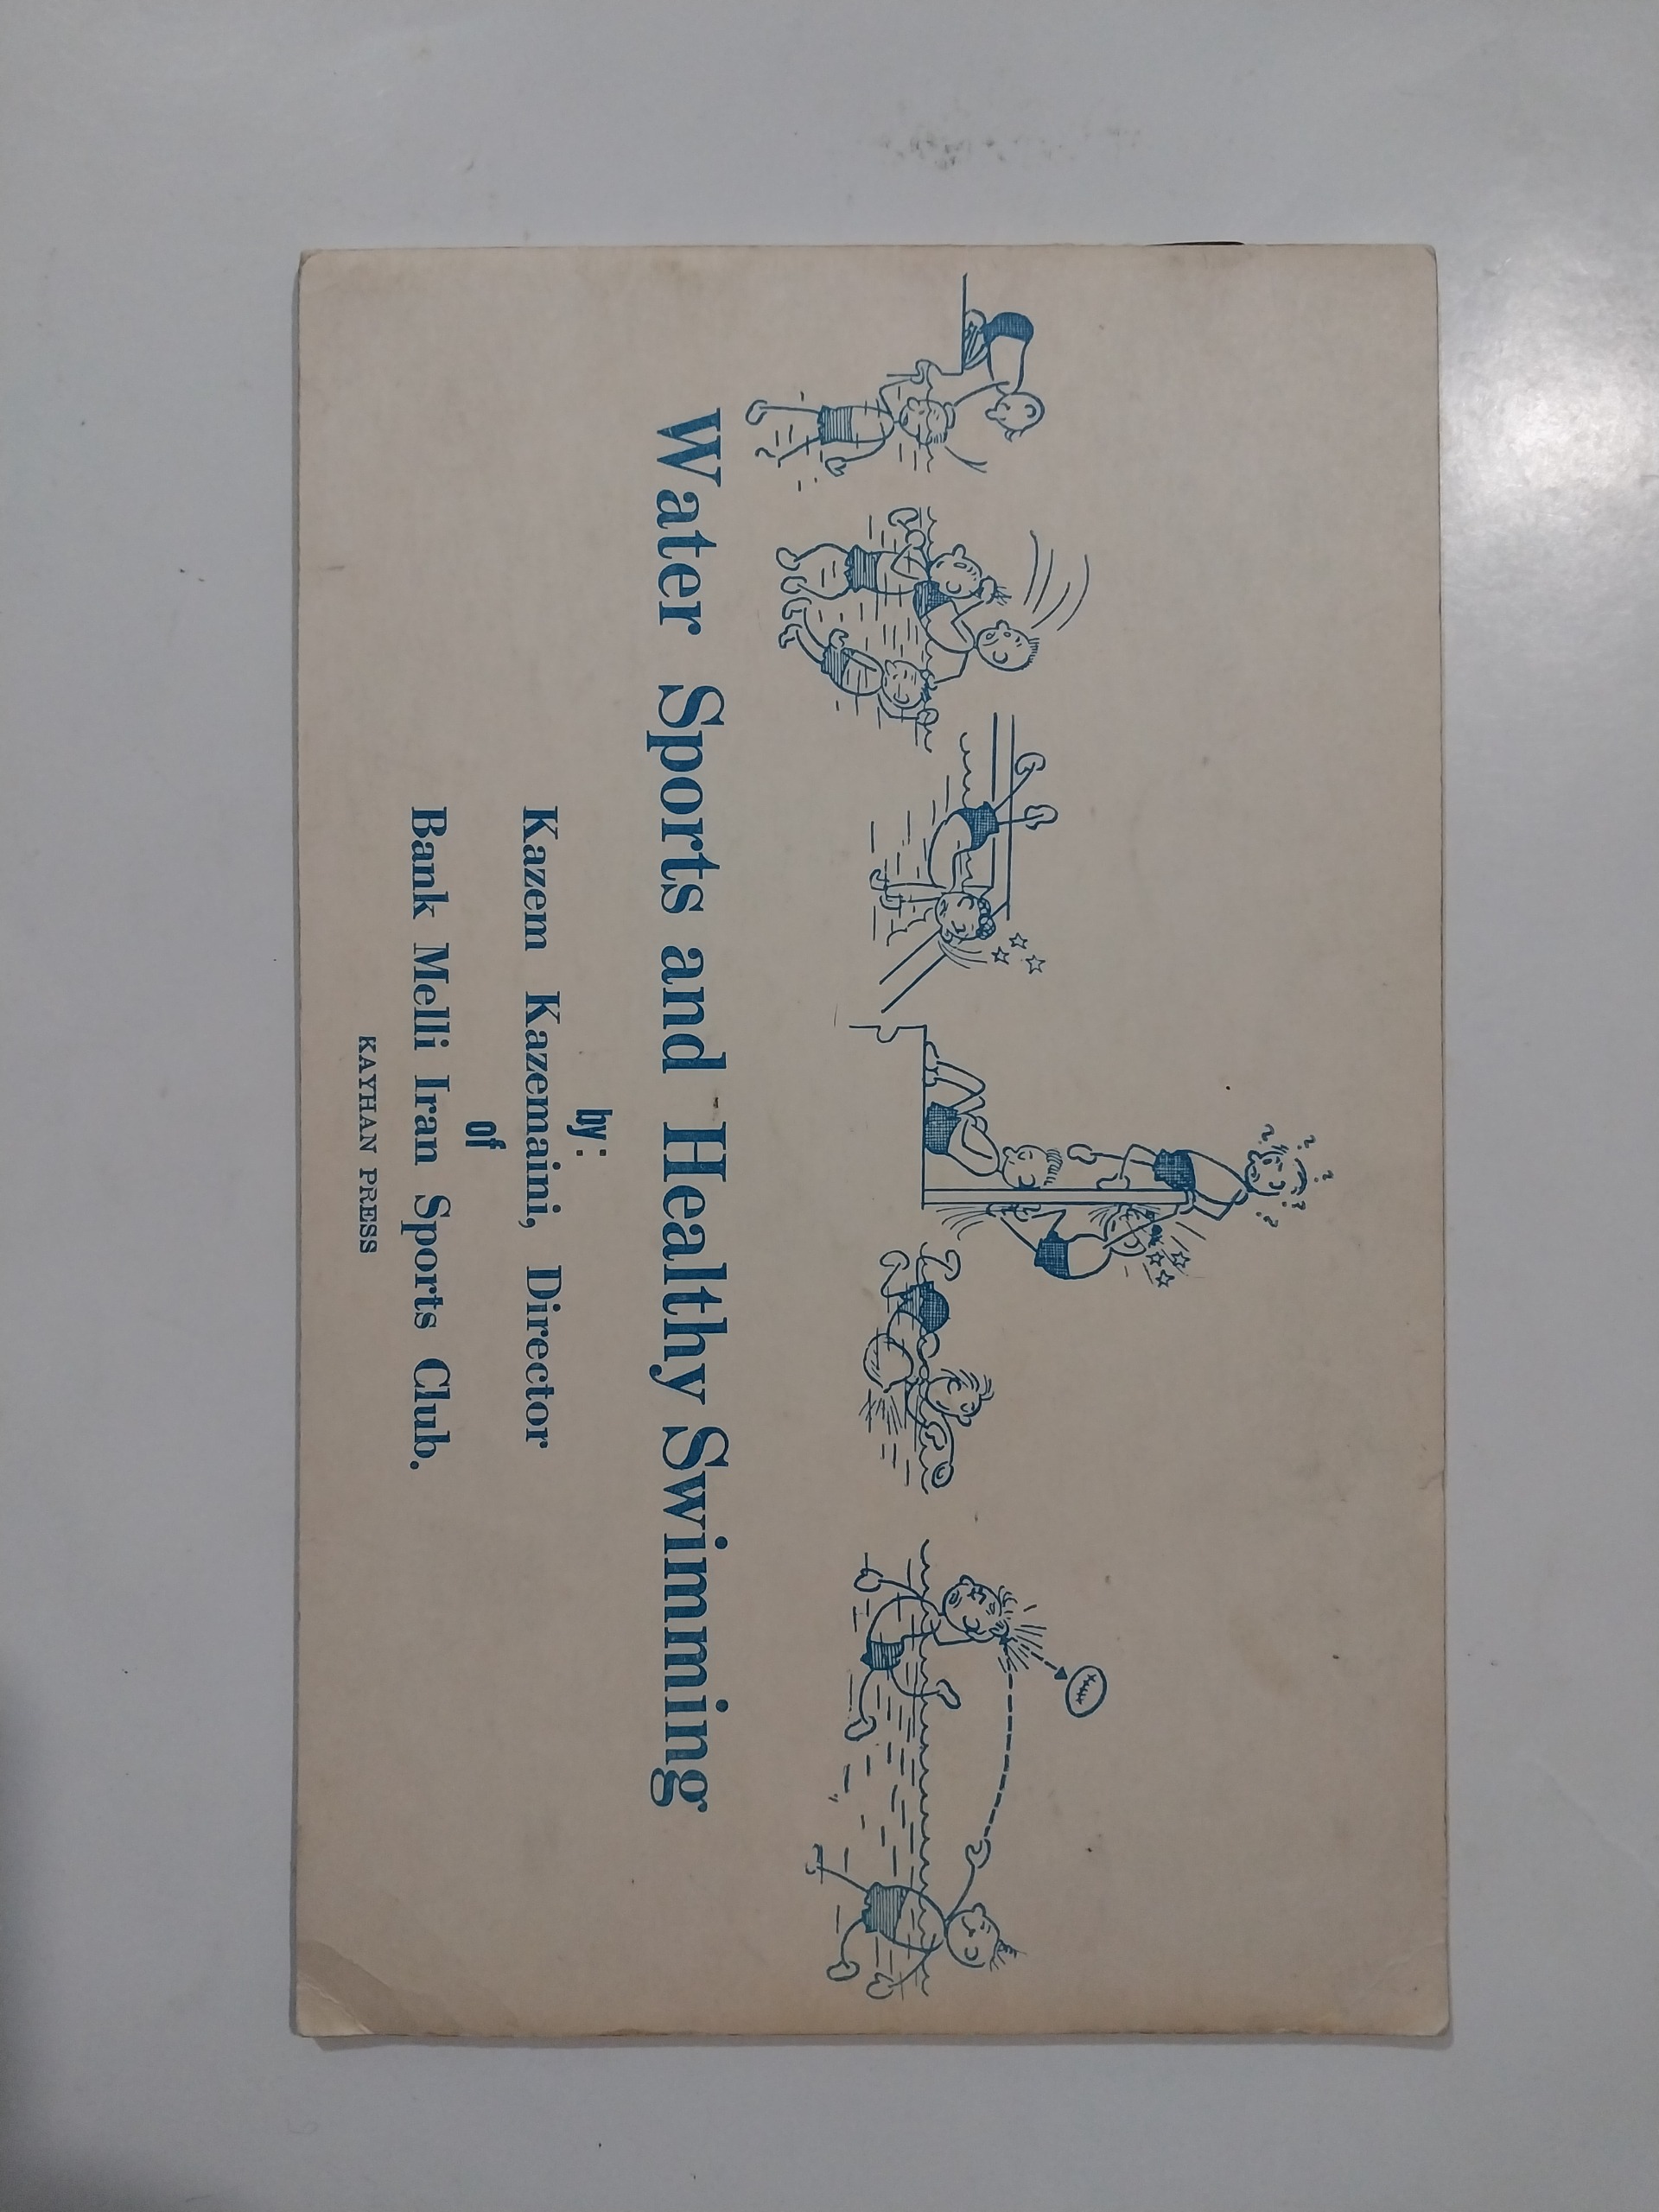 Water Sports and Healthy Swimming
by:
Kazem Kazemaini, Director
of
Bank Melli Iran Sports Club.
KAYHAN PRESS